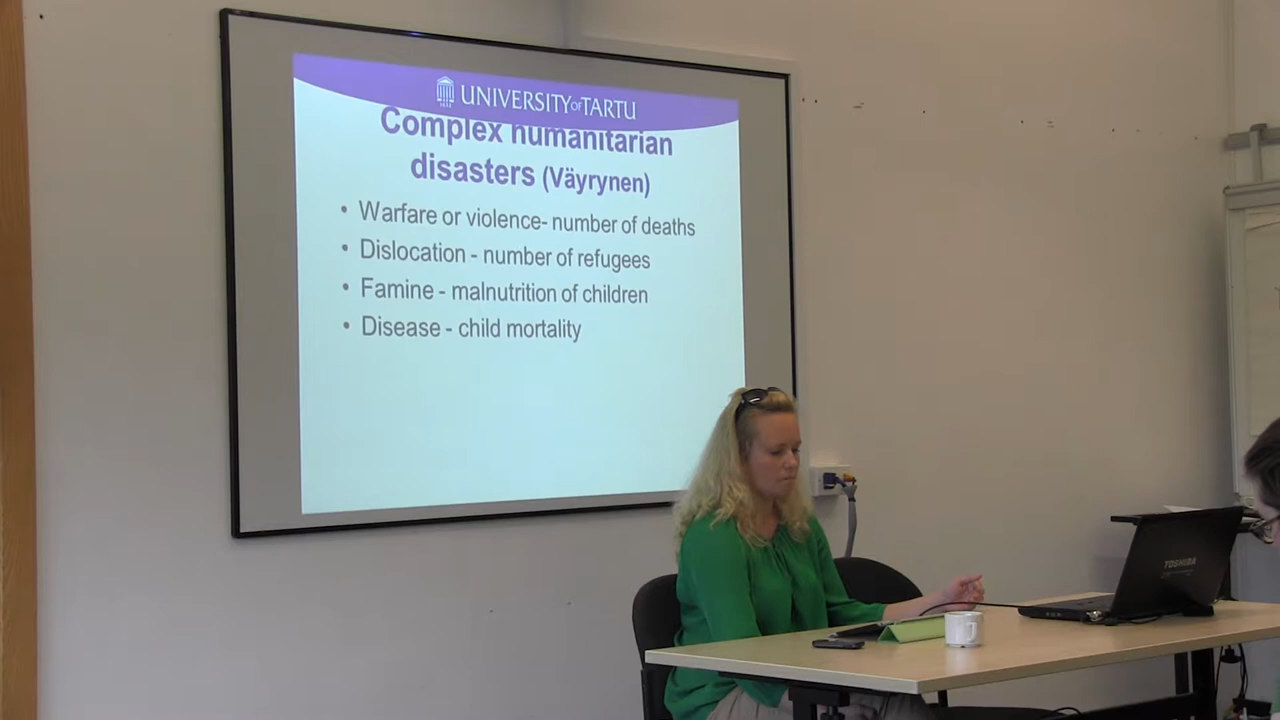 UNIVERSITY OF TARTU
Complex humanitarian
disasters (Väyrynen)
• Warfare or violence- number of deaths
• Dislocation - number of refugees
• Famine - malnutrition of children
• Disease - child mortality
TOSHIBA